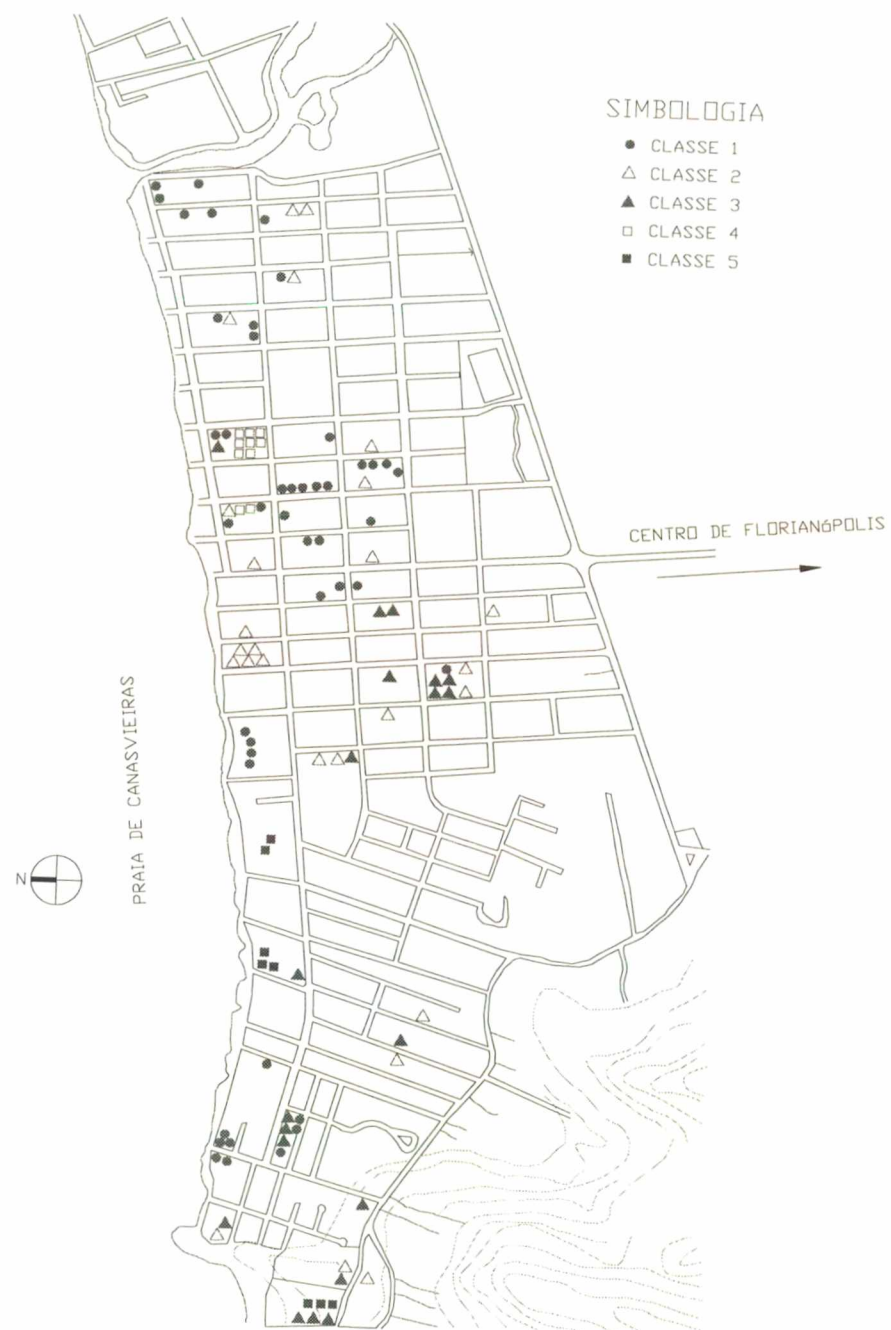 SIMBOLOGIA
CLASSE 1
CLASSE 2
CLASSE 3
CLASSE 4
CLASSE 5
CENTRO DE FLORIANÓPOLIS
PRAIA DE CANASVIEIRAS
N